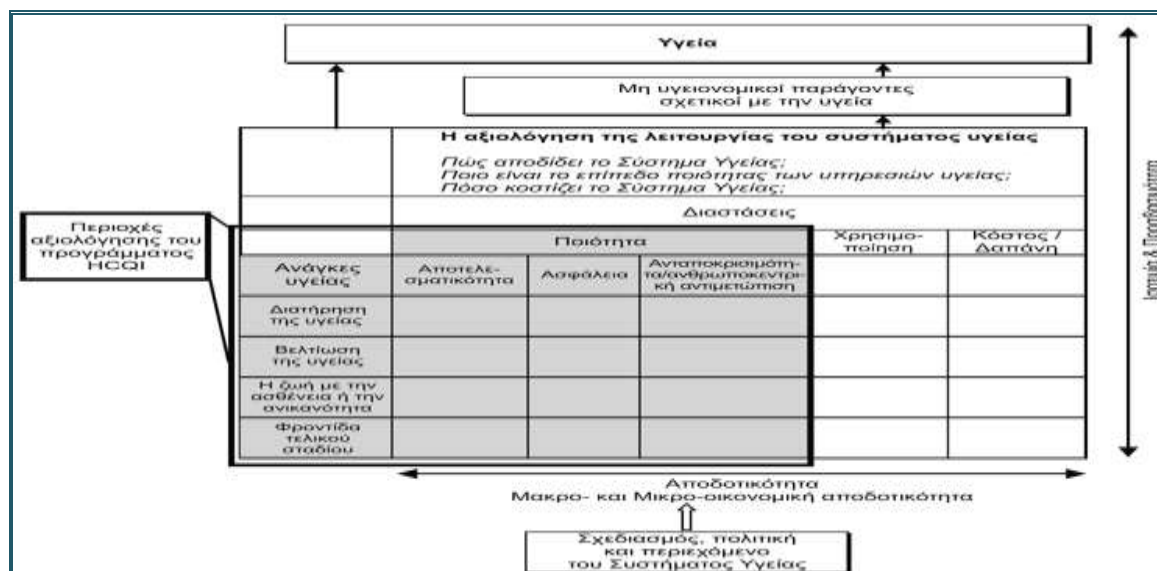 Υγεία
Μη υγειονομικοί παράγοντες
σχετικοί με την υγεία
Η αξιολόγηση της λειτουργίας του συστήματος υγείας
Πώς αποδίδει το Σύστημα Υγείας;
Ποιο είναι το επίπεδο ποιότητας των υπηρεσιών υγείας;
Πόσο κοστίζει το Σύστημα Υγείας;
Διαστάσεις
Περιοχές
αξιολόγησης του
προγράμματος
HCQI
Ποιότητα
Χρησιμο-
ποίηση
Κόστος /
Δαπάνη
Ανάγκες
υγείας
Αποτελε-
σματικότητα
Ασφάλεια
Ανταποκρισιμότη-
τα/ανθρωποκεντρι-
κή αντιμετώπιση
Διατήρηση
της υγείας
Βελτίωση
της υγείας
Η ζωή με την
ασθένεια ή την
ανικανότητα
Φροντίδα
τελικού
σταδίου
Αποδοτικότητα
Μακρο- και Μικρο-οικονομική αποδοτικότητα
Σχεδιασμός, πολιτική
και περιεχόμενο
του Συστήματος Υγείας
Ισοτιμία & Προσβασιμότητα